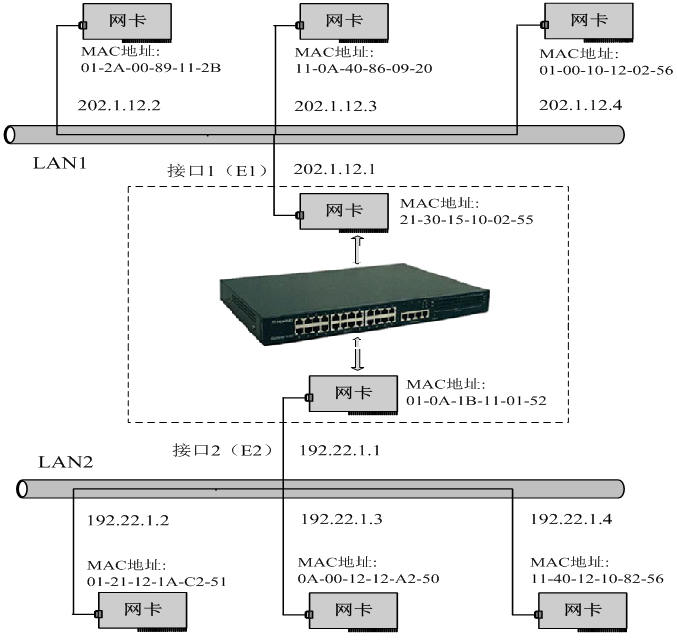 网卡
网卡
网卡
MAC地址:
01-2A-00-89-11-2B
MAC地址:
11-0A-40-86-09-20
MAC地址:
01-00-10-12-02-56
202.1.12.2
202.1.12.3
202.1.12.4
LAN1
接口1（E1）
202.1.12.1
网卡
MAC地址:
21-30-15-10-02-55
网卡
MAC地址:
01-0A-1B-11-01-52
接口2（E2）
192.22.1.1
LAN2
192.22.1.2
192.22.1.3
192.22.1.4
MAC地址:
01-21-12-1A-C2-51
MAC地址:
0A-00-12-12-A2-50
MAC地址:
11-40-12-10-82-56
网卡
网卡
网卡